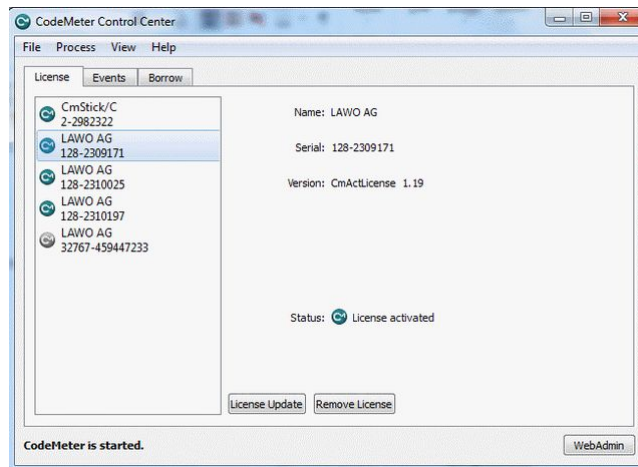 CodeMeter Control Center
File Process View Help
License Events Borrow
CmStick/C
2-2982322
LAWO AG
128-2309171
LAWO AG
128-2310025
LAWO AG
128-2310197
LAWO AG
32767-459447233
Name: LAWO AG
Serial: 128-2309171
Version: CmActLicense 1.19
Status: License activated
License Update Remove License
CodeMeter is started.
WebAdmin